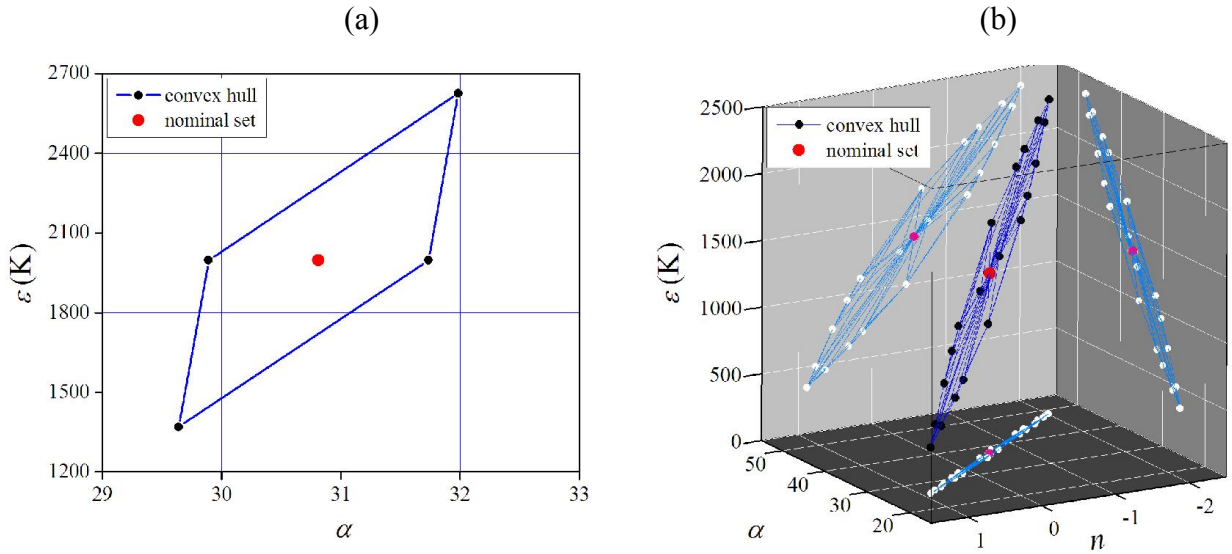 (a)
(b)
2700
2400
2100
1800
1500
1200
ε (K)
convex hull
nominal set
29
30
31
32
33
α
2500
2000
1500
1000
500
0
ε (K)
convex hull
nominal set
50
40
30
20
α
1
0
-1
-2
n